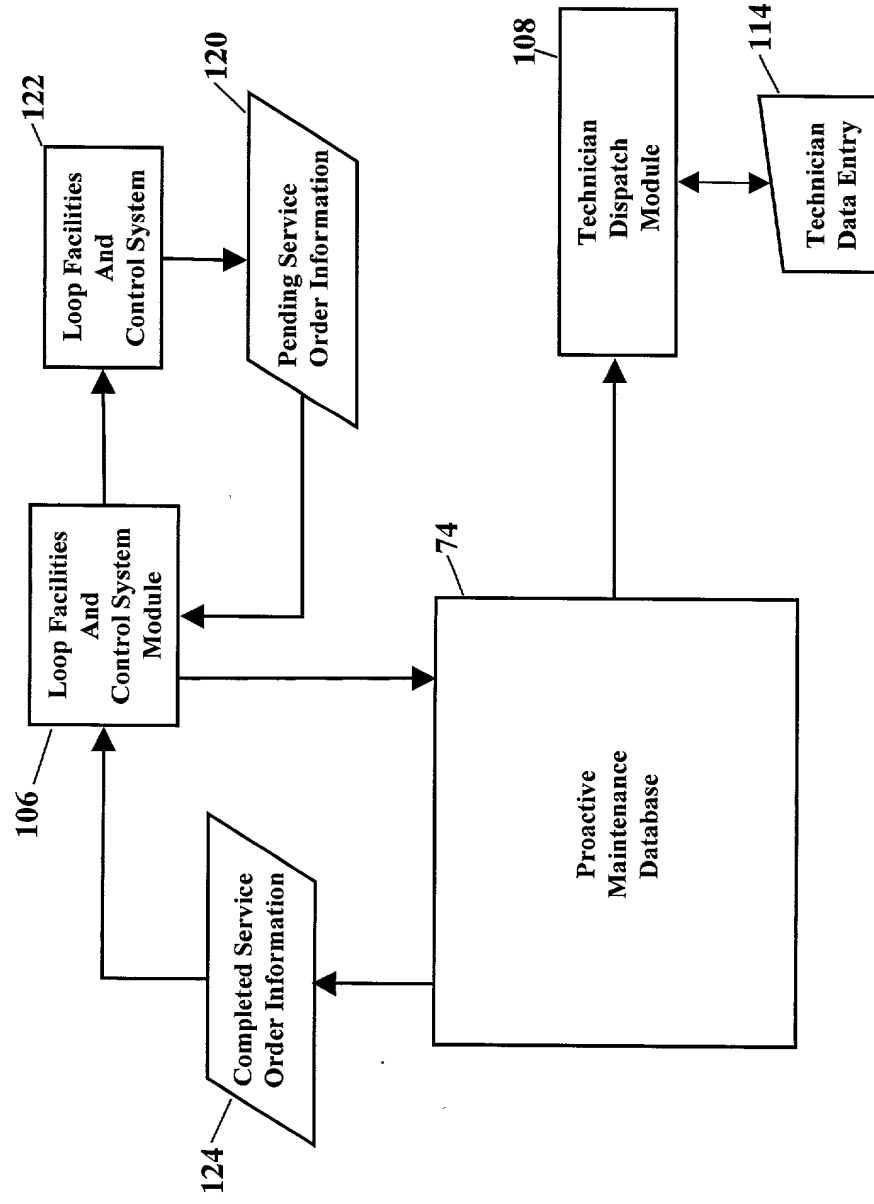 106
Loop Facilities
And
Control System
Module
122
Loop Facilities
And
Control System
124
Completed Service
Order Information
120
Pending Service
Order Information
74
Proactive
Maintenance
Database
108
Technician
Dispatch
Module
114
Technician
Data Entry